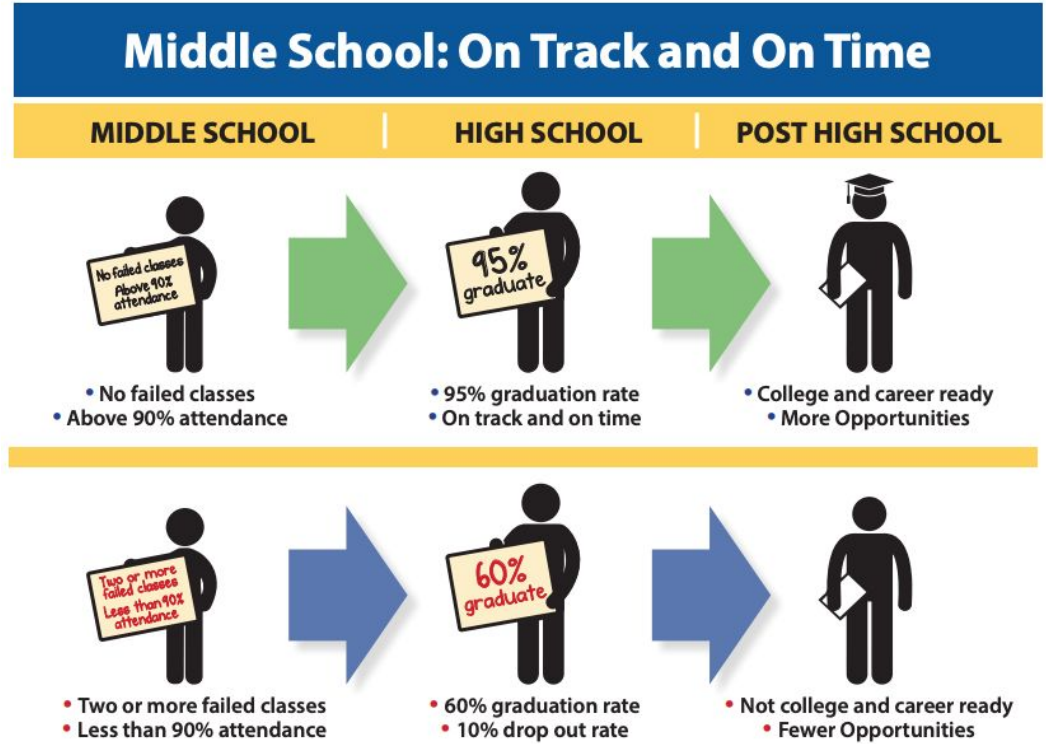 Middle School: On Track and On Time
MIDDLE SCHOOL
HIGH SCHOOL
POST HIGH SCHOOL
No failed classes
Above 90%
attendance
95%
graduate
• No failed classes
• Above 90% attendance
• 95% graduation rate
• On track and on time
• College and career ready
• More Opportunities
Two or more
failed classes
Less than 90%
attendance
60%
graduate
• Two or more failed classes
• Less than 90% attendance
• 60% graduation rate
• 10% drop out rate
• Not college and career ready
• Fewer Opportunities